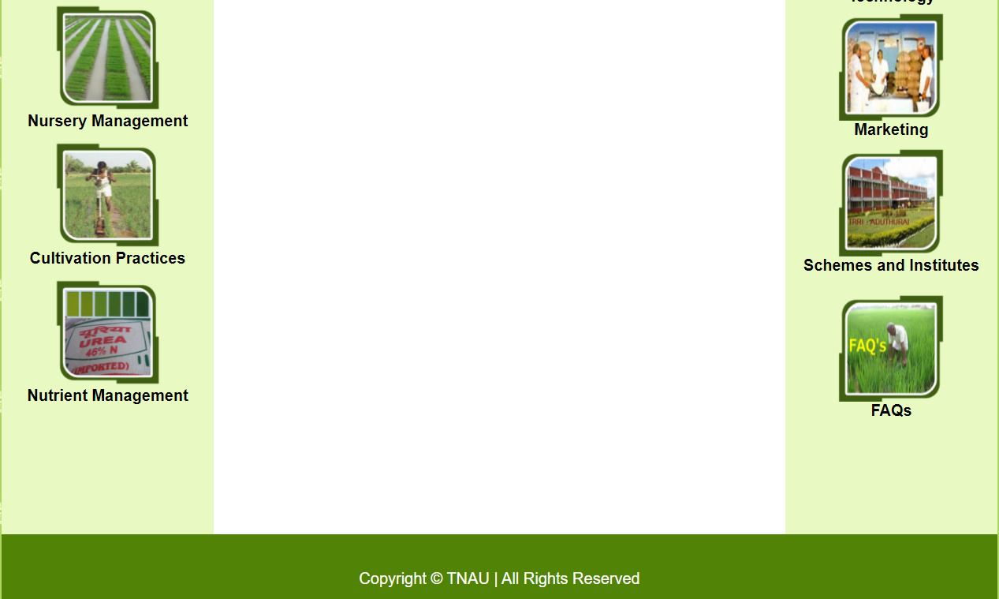 Nursery Management
Cultivation Practices
यूरिया
UREA
46% N
(IMPORTED)
Nutrient Management
Technology
Marketing
TRRI - ADUTHURAI
Schemes and Institutes
FAQ's
FAQs
Copyright © TNAU | All Rights Reserved